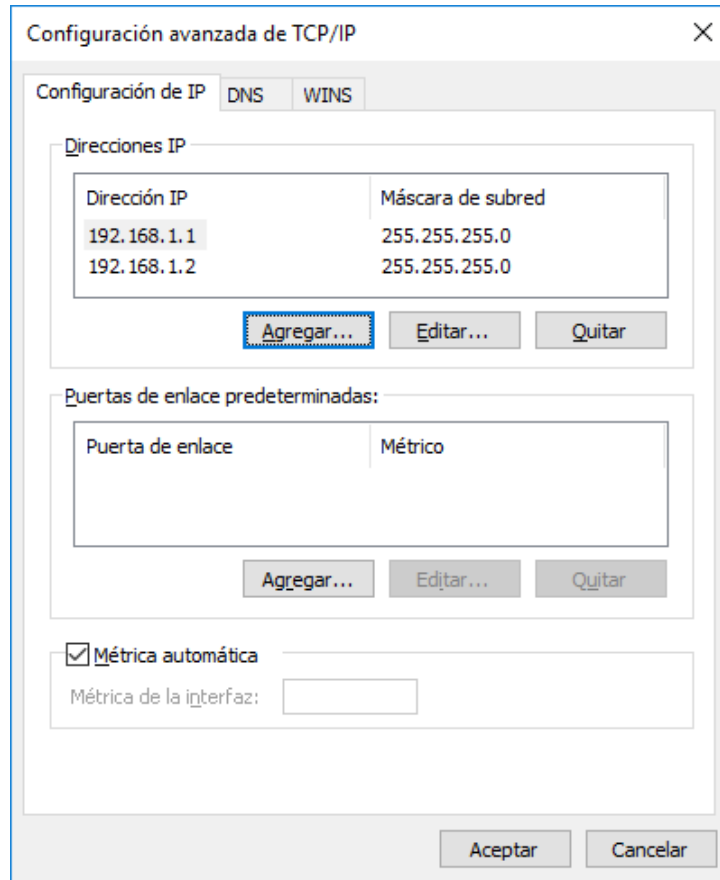 Configuración avanzada de TCP/IP
Configuración de IP DNS WINS
Direcciones IP
Dirección IP Máscara de subred
192.168.1.1 255.255.255.0
192.168.1.2 255.255.255.0
Agregar... Editar... Quitar
Puertas de enlace predeterminadas:
Puerta de enlace Métrico
Agregar... Editar... Quitar
Métrica automática
Métrica de la interfaz:
Aceptar Cancelar